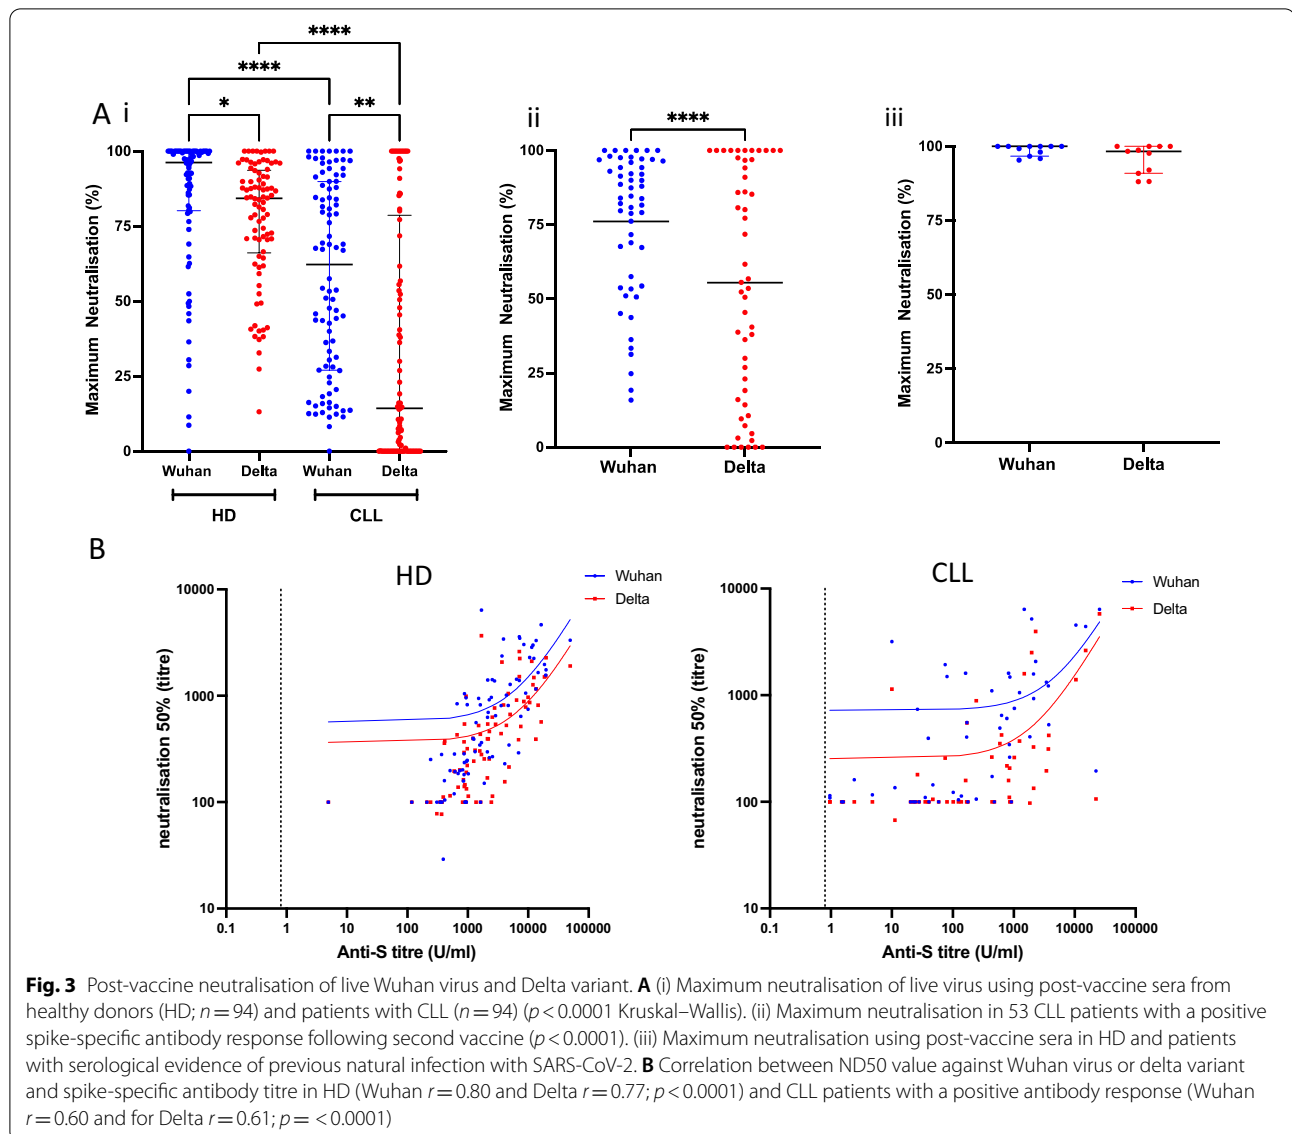 A i
****
****
*
**
100
75
50
25
0
Maximum Neutralisation (%)
Wuhan Delta Wuhan Delta
HD CLL
ii
****
100
75
50
25
0
Maximum Neutralisation (%)
Wuhan Delta
iii
100
75
50
25
0
Maximum Neutralisation (%)
Wuhan Delta
B
HD
Wuhan
Delta
10000
1000
100
10
neutralisation 50% (titre)
0.1 1 10 100 1000 10000 100000
Anti-S titre (U/ml)
CLL
Wuhan
Delta
10000
1000
100
10
neutralisation 50% (titre)
0.1 1 10 100 1000 10000 100000
Anti-S titre (U/ml)
Fig. 3 Post-vaccine neutralisation of live Wuhan virus and Delta variant. A (i) Maximum neutralisation of live virus using post-vaccine sera from
healthy donors (HD; n = 94) and patients with CLL (n = 94) (p < 0.0001 Kruskal–Wallis). (ii) Maximum neutralisation in 53 CLL patients with a positive
spike-specific antibody response following second vaccine (p < 0.0001). (iii) Maximum neutralisation using post-vaccine sera in HD and patients
with serological evidence of previous natural infection with SARS-CoV-2. B Correlation between ND50 value against Wuhan virus or delta variant
and spike-specific antibody titre in HD (Wuhan r = 0.80 and Delta r = 0.77; p < 0.0001) and CLL patients with a positive antibody response (Wuhan
r = 0.60 and for Delta r = 0.61; p = < 0.0001)